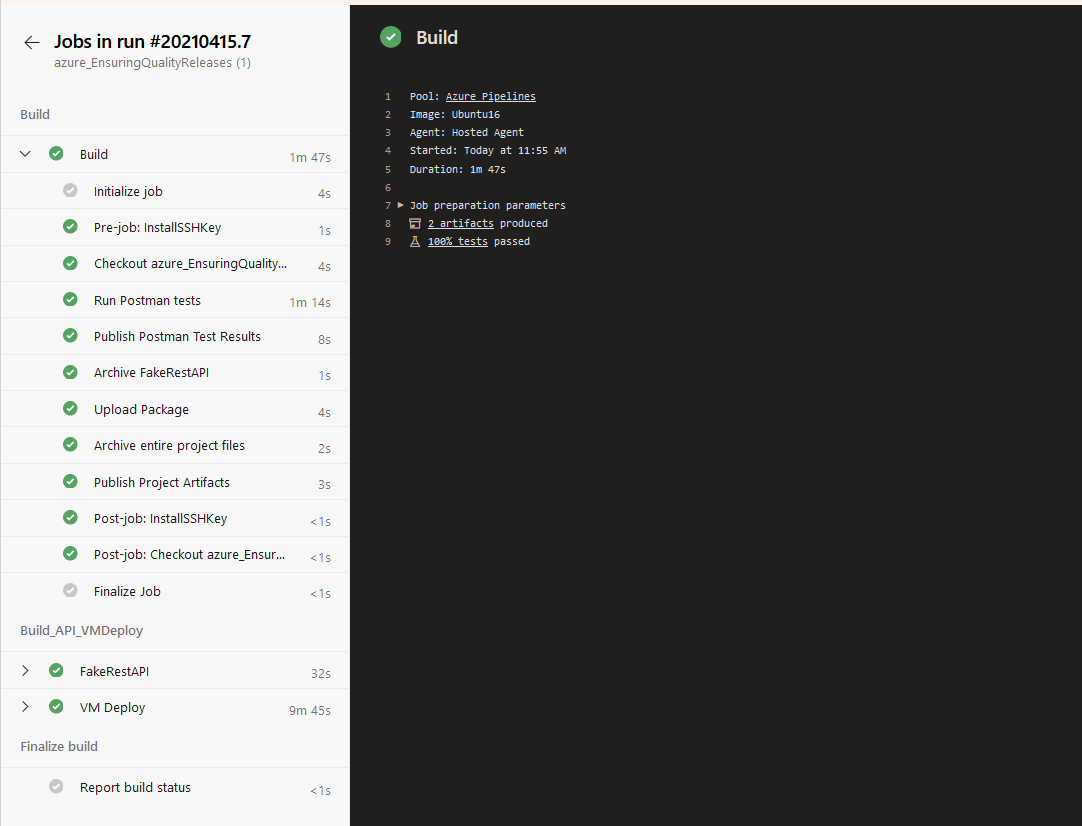 Jobs in run #20210415.7
azure_EnsuringQualityReleases (1)
Build
Build 1m 47s
Initialize job 4s
Pre-job: InstallSSHKey 1s
Checkout azure_EnsuringQuality... 4s
Run Postman tests 1m 14s
Publish Postman Test Results 8s
Archive FakeRestAPI 1s
Upload Package 4s
Archive entire project files 2s
Publish Project Artifacts 3s
Post-job: InstallSSHKey <1s
Post-job: Checkout azure_Ensur... <1s
Finalize Job <1s
Build_API_VMDeploy
FakeRestAPI 32s
VM Deploy 9m 45s
Finalize build
Report build status <1s
Build
1 Pool: Azure Pipelines
2 Image: Ubuntu16
3 Agent: Hosted Agent
4 Started: Today at 11:55 AM
5 Duration: 1m 47s
6
7 Job preparation parameters
8 2 artifacts produced
9 100% tests passed